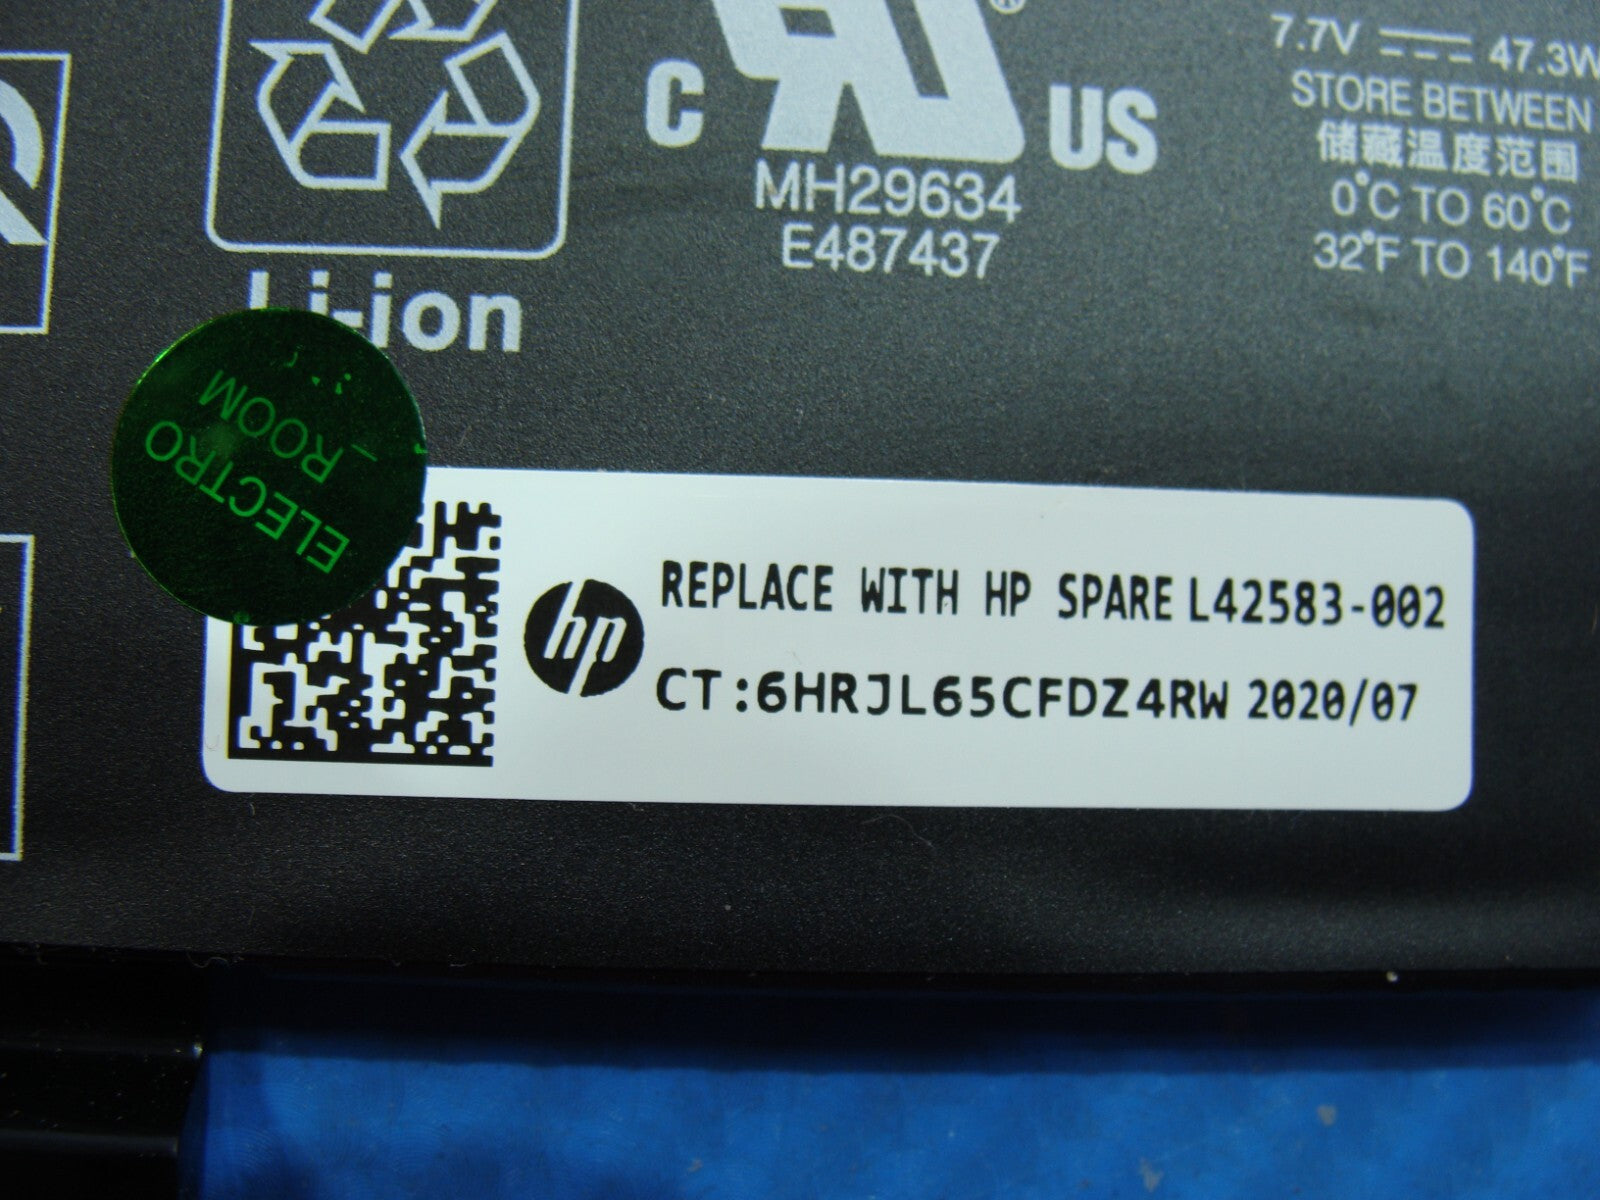 7.7V 47.3W
STORE BETWEEN
储藏温度范围
0°C TO 60°C
32°F TO 140°F
C US
®
MH29634
E487437
Li-ion
ELECTRO
_ROOM
hp
REPLACE WITH HP SPARE L42583-002
CT:6HRJL65CFDZ4RW 2020/07